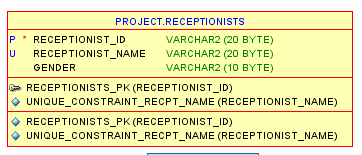 PROJECT.RECEPTIONISTS
P * RECEPTIONIST_ID VARCHAR2 (20 BYTE)
U RECEPTIONIST_NAME VARCHAR2 (20 BYTE)
GENDER VARCHAR2 (10 BYTE)
RECEPTIONISTS_PK (RECEPTIONIST_ID)
UNIQUE_CONSTRAINT_RECPT_NAME (RECEPTIONIST_NAME)
RECEPTIONISTS_PK (RECEPTIONIST_ID)
UNIQUE_CONSTRAINT_RECPT_NAME (RECEPTIONIST_NAME)